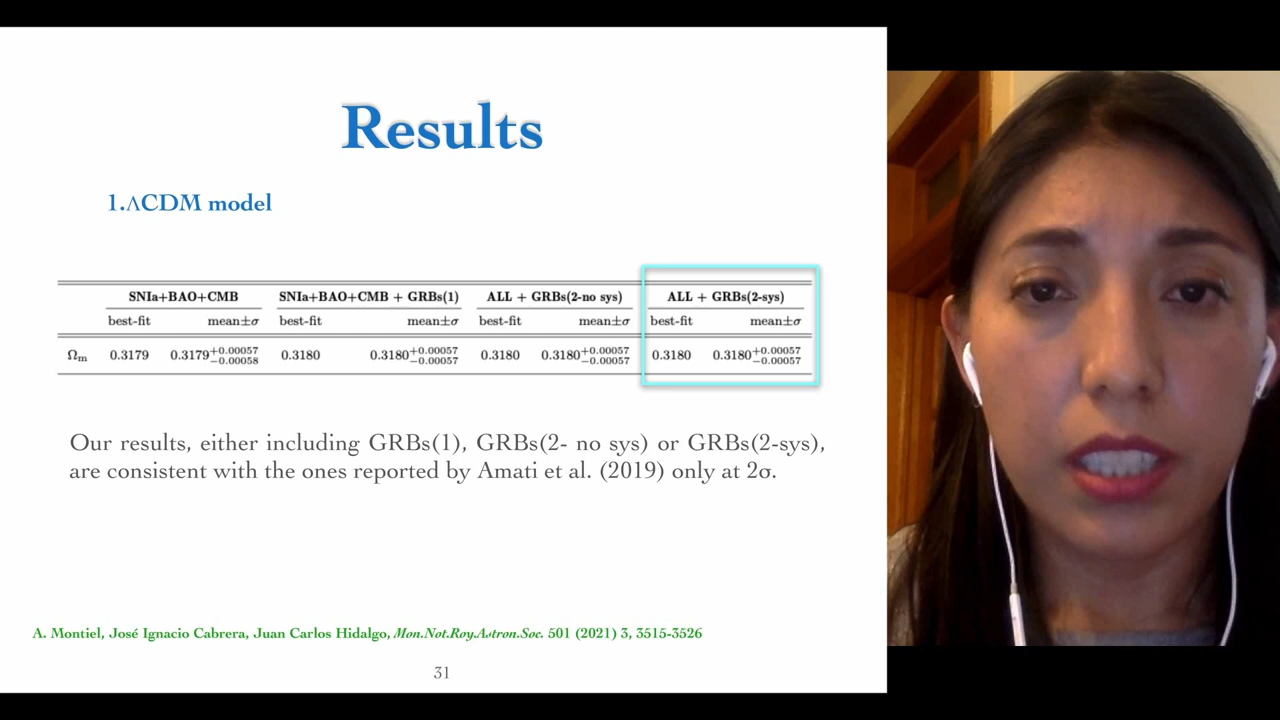 Results
1.ΛCDM model
SNIa+BAO+CMB SNIa+BAO+CMB + GRBs(1) ALL + GRBs(2-no sys) ALL + GRBs(2-sys)
best-fit mean±σ best-fit mean±σ best-fit mean±σ best-fit mean±σ
Ωm 0.3179 0.3179+0.00057−0.00058 0.3180 0.3180+0.00057−0.00057 0.3180 0.3180+0.00057−0.00057 0.3180 0.3180+0.00057−0.00057
Our results, either including GRBs(1), GRBs(2- no sys) or GRBs(2-sys),
are consistent with the ones reported by Amati et al. (2019) only at 2σ.
A. Montiel, José Ignacio Cabrera, Juan Carlos Hidalgo, Mon.Not.Roy.Astron.Soc. 501 (2021) 3, 3515-3526
31